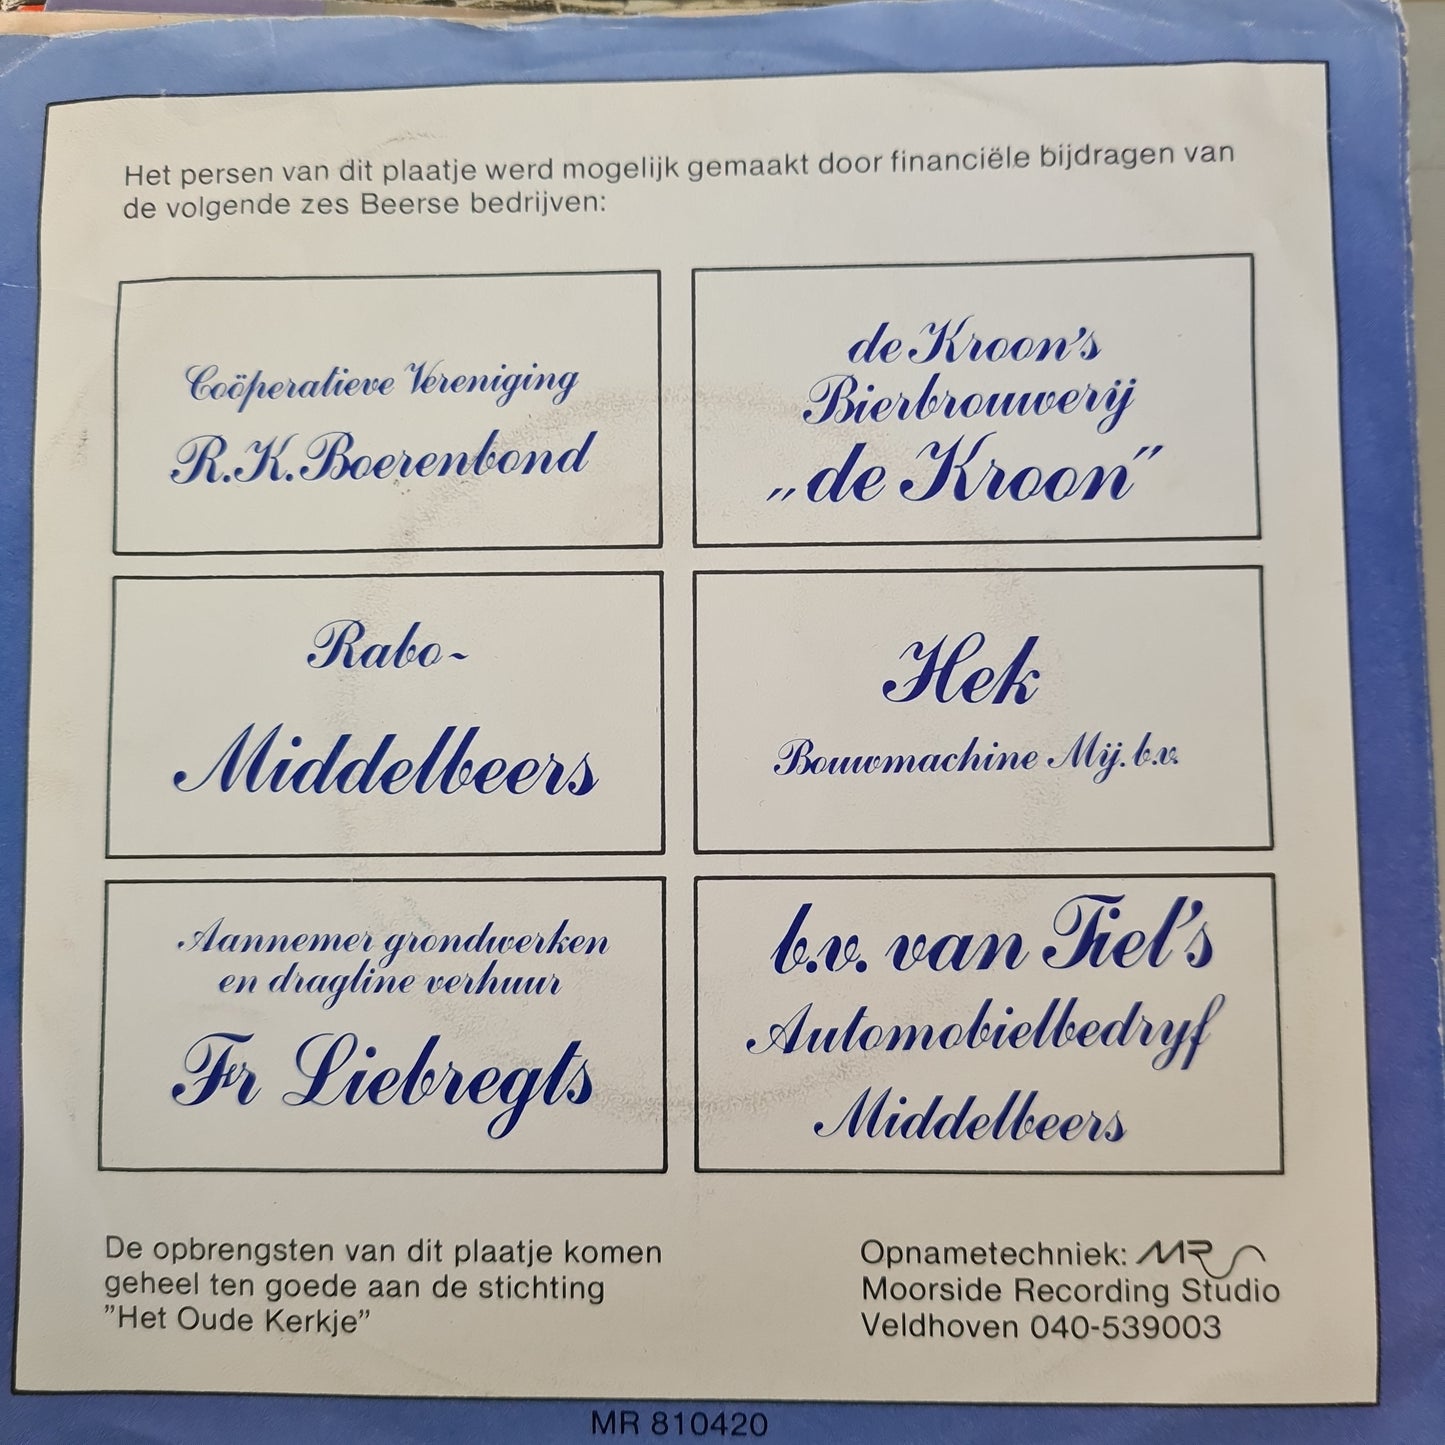 Het persen van dit plaatje werd mogelijk gemaakt door financiële bijdragen van
de volgende zes Beerse bedrijven:
Coöperatieve Vereniging
R.K. Boerenbond
de Kroon's
Bierbrouwerij
„de Kroon"
Rabo-
Middelbeers
Hek
Bouwmachine Mij. b.v.
Aannemer grondwerken
en dragline verhuur
Fr Liebregts
b.v. van Tiel's
Automobielbedryf
Middelbeers
De opbrengsten van dit plaatje komen
geheel ten goede aan de stichting
"Het Oude Kerkje"
Opnametechniek: MR
Moorside Recording Studio
Veldhoven 040-539003
MR 810420